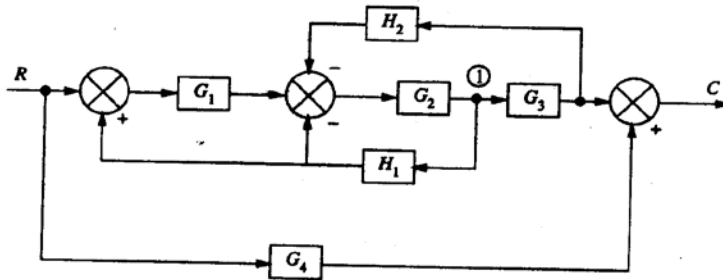 H₂
R
G₁
−
G₂
①
G₃
C
+
−
+
H₁
G₄